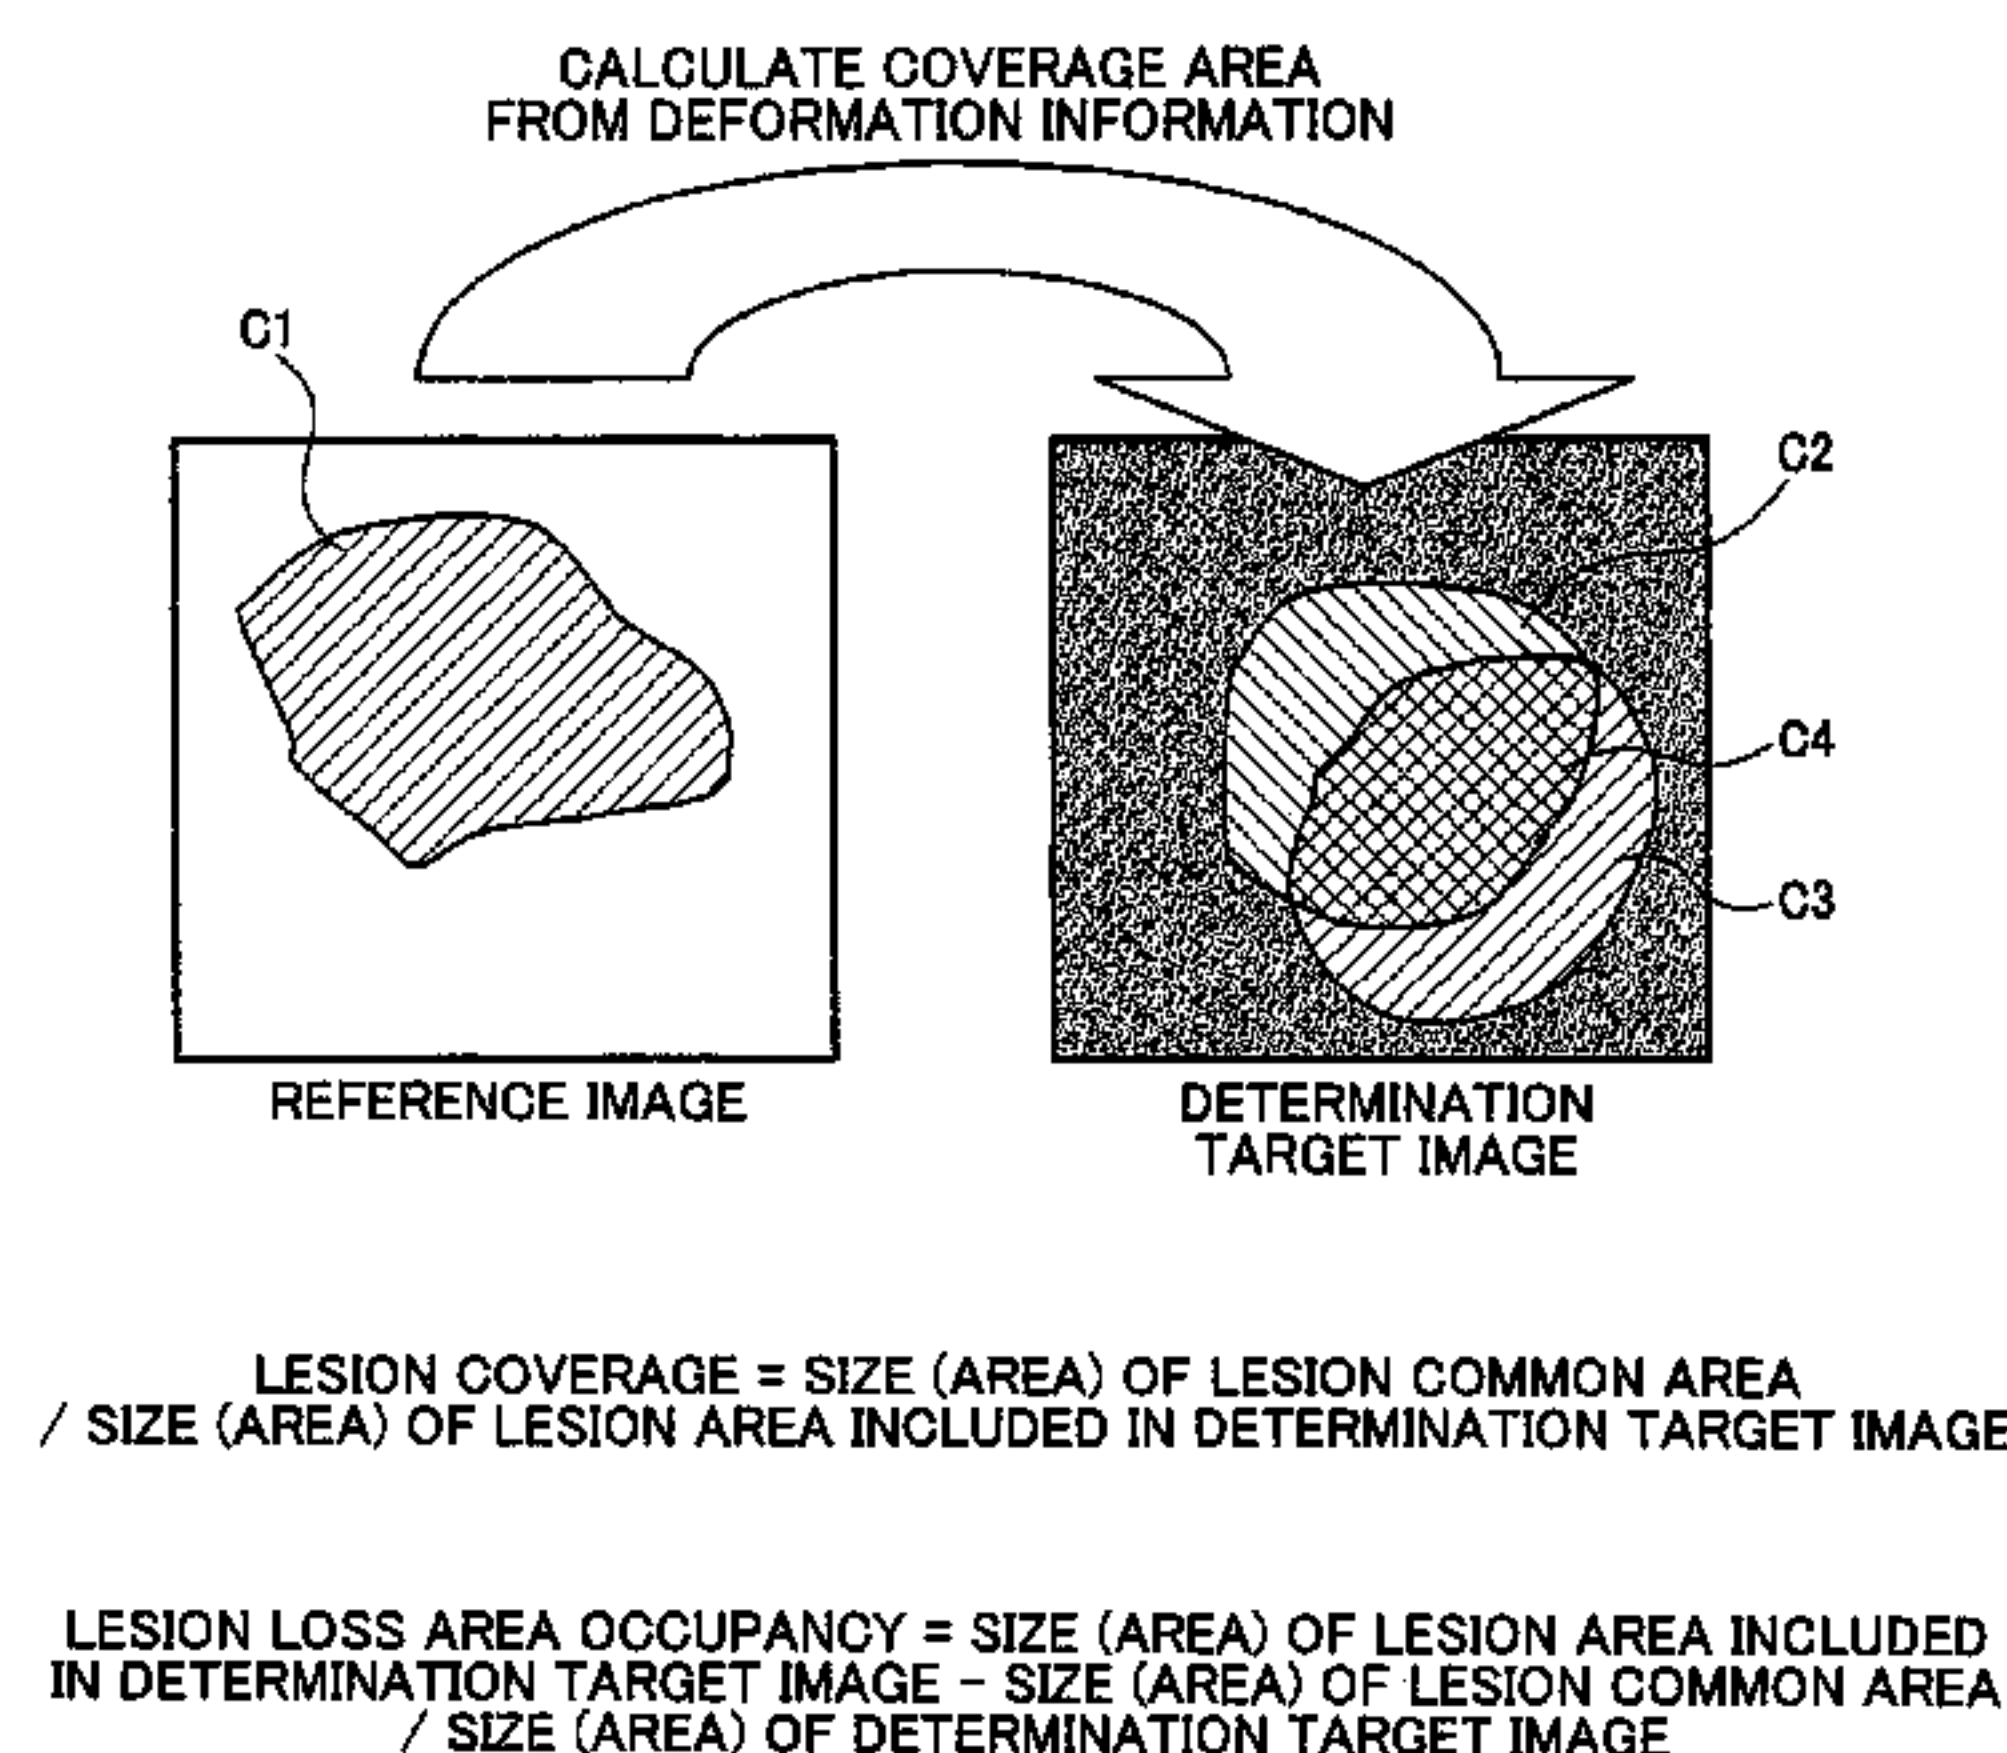 CALCULATE COVERAGE AREA
FROM DEFORMATION INFORMATION
C1
C2
C4
C3
REFERENCE IMAGE
DETERMINATION
TARGET IMAGE
LESION COVERAGE = SIZE (AREA) OF LESION COMMON AREA
/ SIZE (AREA) OF LESION AREA INCLUDED IN DETERMINATION TARGET IMAGE
LESION LOSS AREA OCCUPANCY = SIZE (AREA) OF LESION AREA INCLUDED
IN DETERMINATION TARGET IMAGE - SIZE (AREA) OF LESION COMMON AREA
/ SIZE (AREA) OF DETERMINATION TARGET IMAGE